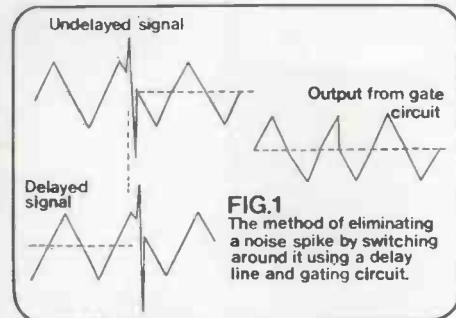 Undelayed signal
Output from gate
circuit
Delayed
signal
FIG.1
The method of eliminating
a noise spike by switching
around it using a delay
line and gating circuit.